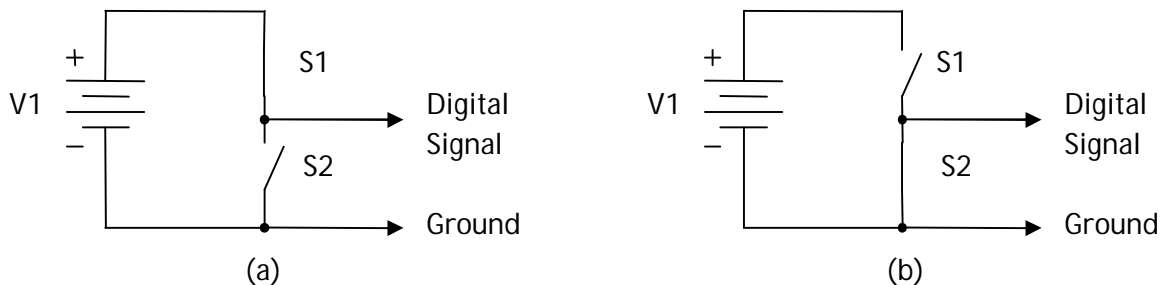 +
S1
V1
Digital
Signal
−
S2
Ground
(a)
+
S1
V1
Digital
Signal
−
S2
Ground
(b)